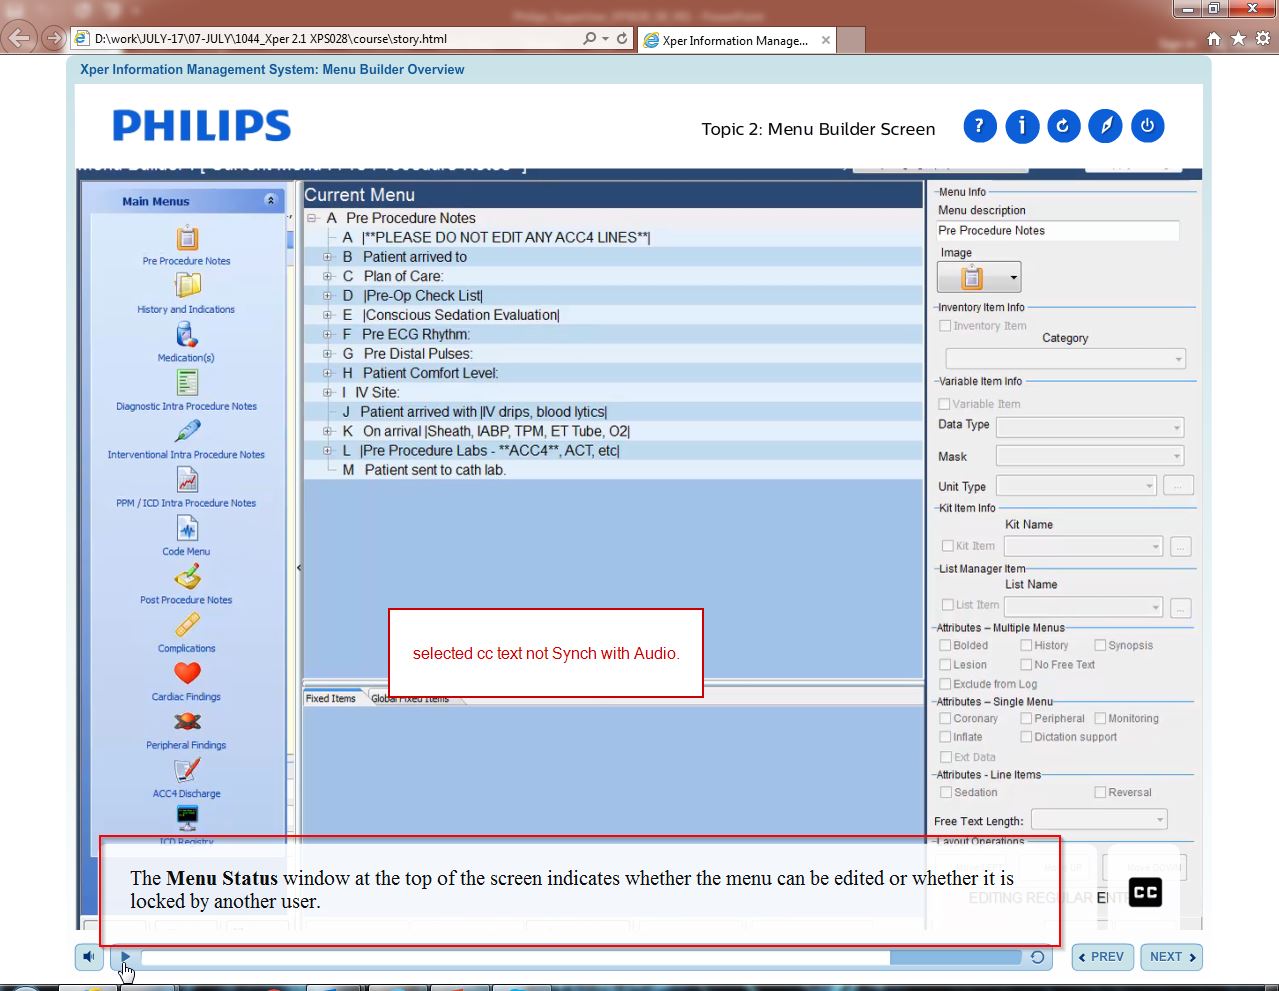 D:\work\JULY-17\07-JULY\1044_Xper 2.1 XPS028\course\story.html
Xper Information Manage...
Xper Information Management System: Menu Builder Overview
PHILIPS
Topic 2: Menu Builder Screen
Main Menus
Pre Procedure Notes
History and Indications
Medication(s)
Diagnostic Intra Procedure Notes
Interventional Intra Procedure Notes
PPM / ICD Intra Procedure Notes
Code Menu
Post Procedure Notes
Complications
Cardiac Findings
Peripheral Findings
ACC4 Discharge
ICD Registry
Current Menu
A Pre Procedure Notes
A |**PLEASE DO NOT EDIT ANY ACC4 LINES**|
B Patient arrived to
C Plan of Care:
D |Pre-Op Check List|
E |Conscious Sedation Evaluation|
F Pre ECG Rhythm:
G Pre Distal Pulses:
H Patient Comfort Level:
I IV Site:
J Patient arrived with |IV drips, blood lytics|
K On arrival |Sheath, IABP, TPM, ET Tube, O2|
L |Pre Procedure Labs - **ACC4**, ACT, etc|
M Patient sent to cath lab.
selected cc text not Synch with Audio.
Fixed Items
Global Fixed Items
Menu Info
Menu description
Pre Procedure Notes
Image
Inventory Item Info
Inventory Item
Category
Variable Item Info
Variable Item
Data Type
Mask
Unit Type
...
Kit Item Info
Kit Name
Kit Item
...
List Manager Item
List Name
List Item
...
Attributes – Multiple Menus
Bolded History Synopsis
Lesion No Free Text
Exclude from Log
Attributes – Single Menu
Coronary Peripheral Monitoring
Inflate Dictation support
Ext Data
Attributes - Line Items
Sedation Reversal
Free Text Length:
Layout Operations
The Menu Status window at the top of the screen indicates whether the menu can be edited or whether it is
locked by another user.
CC
PREV
NEXT